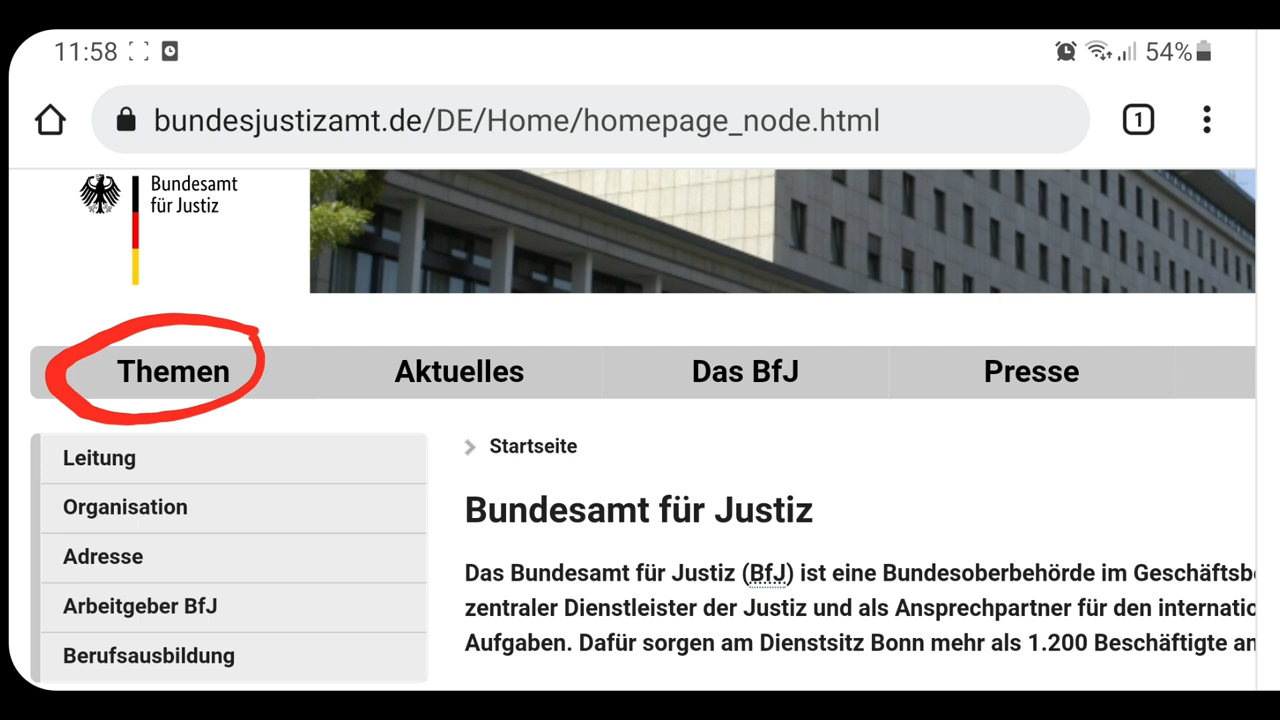 11:58
54%
bundesjustizamt.de/DE/Home/homepage_node.html
1
Bundesamt
für Justiz
Themen Aktuelles Das BfJ Presse
Leitung
Organisation
Adresse
Arbeitgeber BfJ
Berufsausbildung
Startseite
Bundesamt für Justiz
Das Bundesamt für Justiz (BfJ) ist eine Bundesoberbehörde im Geschäftsb
zentraler Dienstleister der Justiz und als Ansprechpartner für den internatio
Aufgaben. Dafür sorgen am Dienstsitz Bonn mehr als 1.200 Beschäftigte an